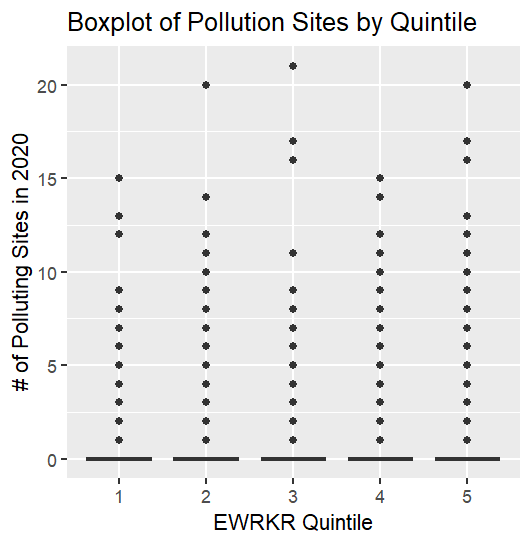 Boxplot of Pollution Sites by Quintile
# of Polluting Sites in 2020
20
15
10
5
0
1 2 3 4 5
EWRKR Quintile